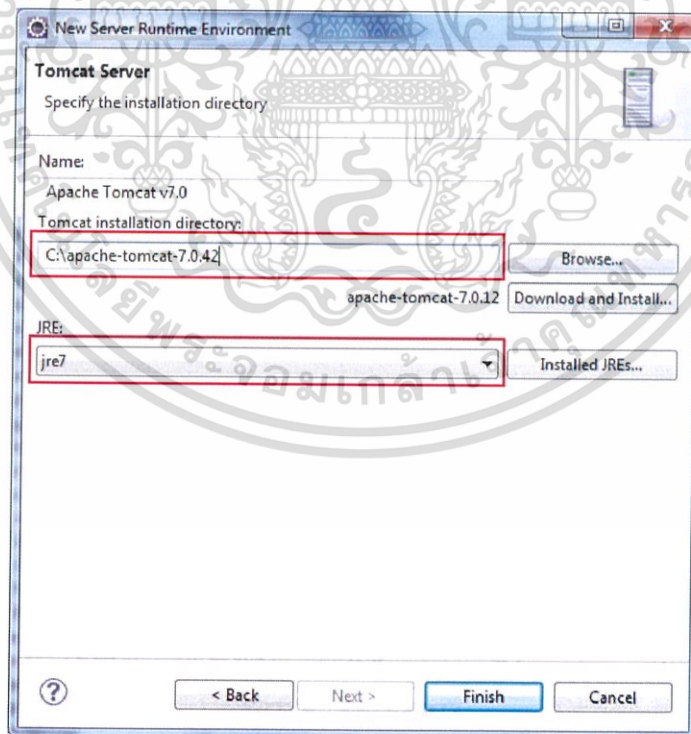 New Server Runtime Environment
Tomcat Server
Specify the installation directory
Name:
Apache Tomcat v7.0
Tomcat installation directory:
C:\apache-tomcat-7.0.42
Browse...
apache-tomcat-7.0.12
Download and Install...
JRE:
jre7
Installed JREs...
< Back
Next >
Finish
Cancel